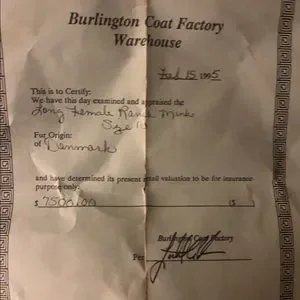 Burlington Coat Factory
Warehouse
Feb 15 1995
This is to Certify:
We have this day examined and appraised the
Long Female Ranch Mink
Size 10
Fur Origin:
of Denmark
and have determined its present retail valuation to be for insurance
purpose only:
$ 7500.00 $
Burlington Coat Factory
Per